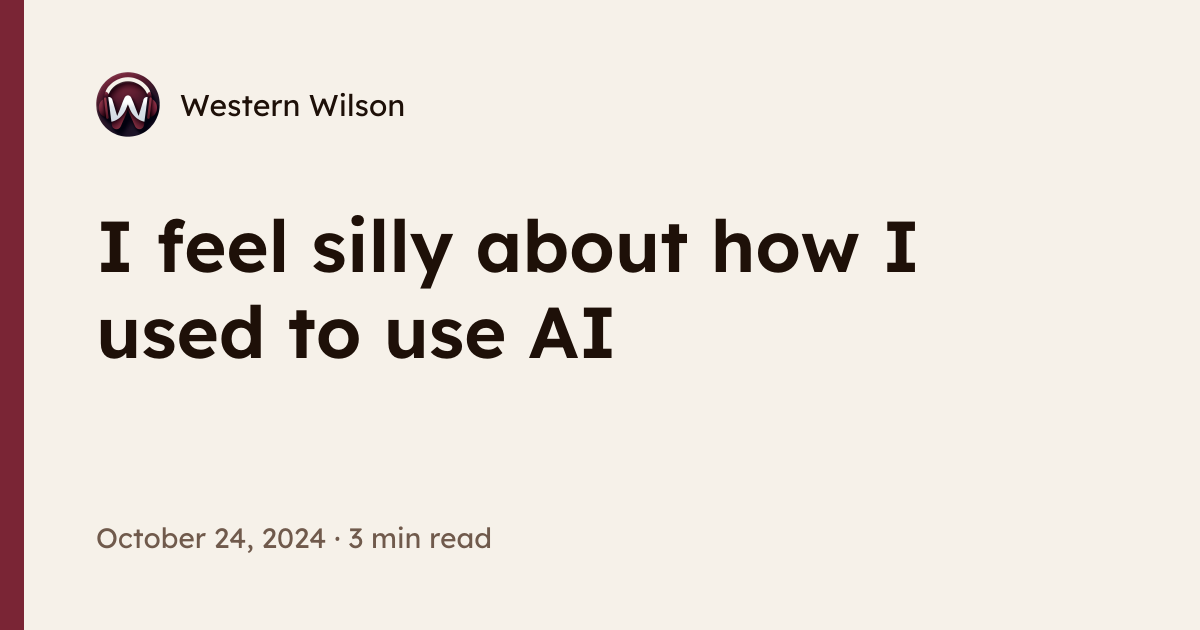 W
Western Wilson
I feel silly about how I
used to use AI
October 24, 2024 · 3 min read